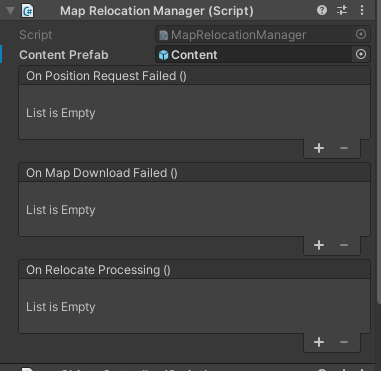 Map Relocation Manager (Script)
Script MapRelocationManager
Content Prefab Content
On Position Request Failed ()
List is Empty
On Map Download Failed ()
List is Empty
On Relocate Processing ()
List is Empty